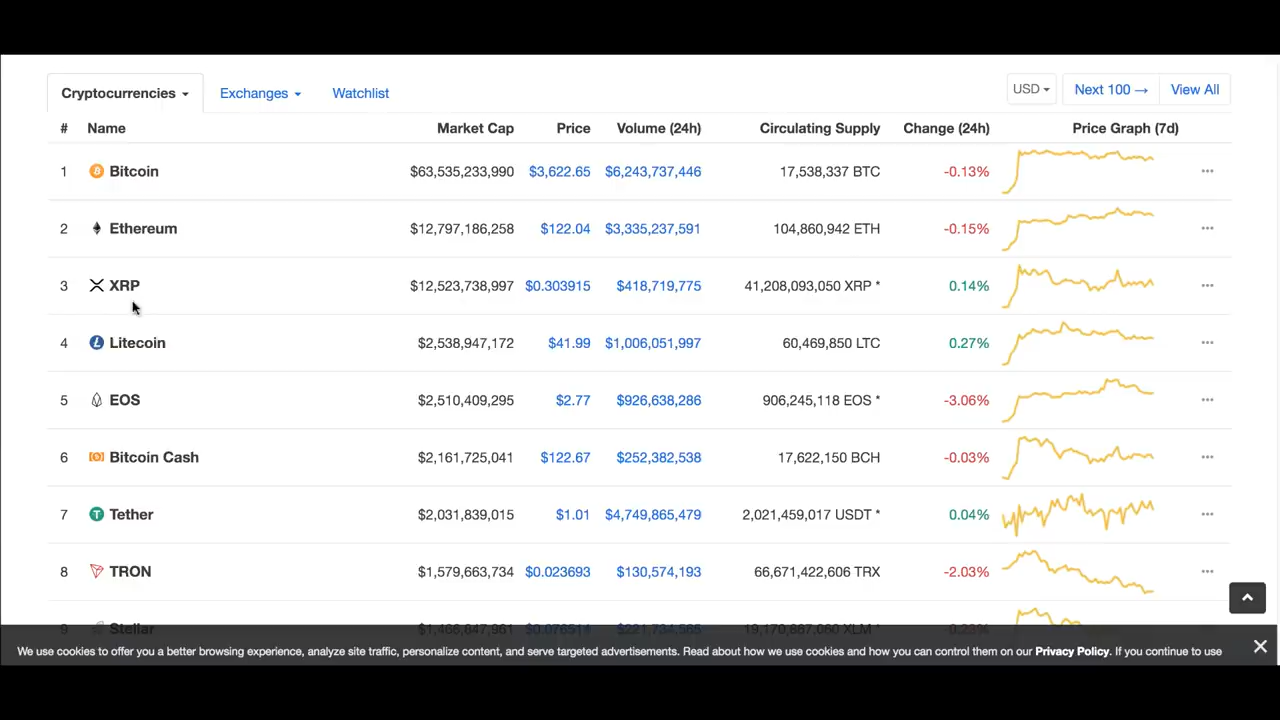 Cryptocurrencies Exchanges Watchlist USD Next 100 → View All
# Name Market Cap Price Volume (24h) Circulating Supply Change (24h) Price Graph (7d)
1 Bitcoin $63,535,233,990 $3,622.65 $6,243,737,446 17,538,337 BTC -0.13%
2 Ethereum $12,797,186,258 $122.04 $3,335,237,591 104,860,942 ETH -0.15%
3 XRP $12,523,738,997 $0.303915 $418,719,775 41,208,093,050 XRP * 0.14%
4 Litecoin $2,538,947,172 $41.99 $1,006,051,997 60,469,850 LTC 0.27%
5 EOS $2,510,409,295 $2.77 $926,638,286 906,245,118 EOS * -3.06%
6 Bitcoin Cash $2,161,725,041 $122.67 $252,382,538 17,622,150 BCH -0.03%
7 Tether $2,031,839,015 $1.01 $4,749,865,479 2,021,459,017 USDT * 0.04%
8 TRON $1,579,663,734 $0.023693 $130,574,193 66,671,422,606 TRX -2.03%
9 Stellar
We use cookies to offer you a better browsing experience, analyze site traffic, personalize content, and serve targeted advertisements. Read about how we use cookies and how you can control them on our Privacy Policy. If you continue to use